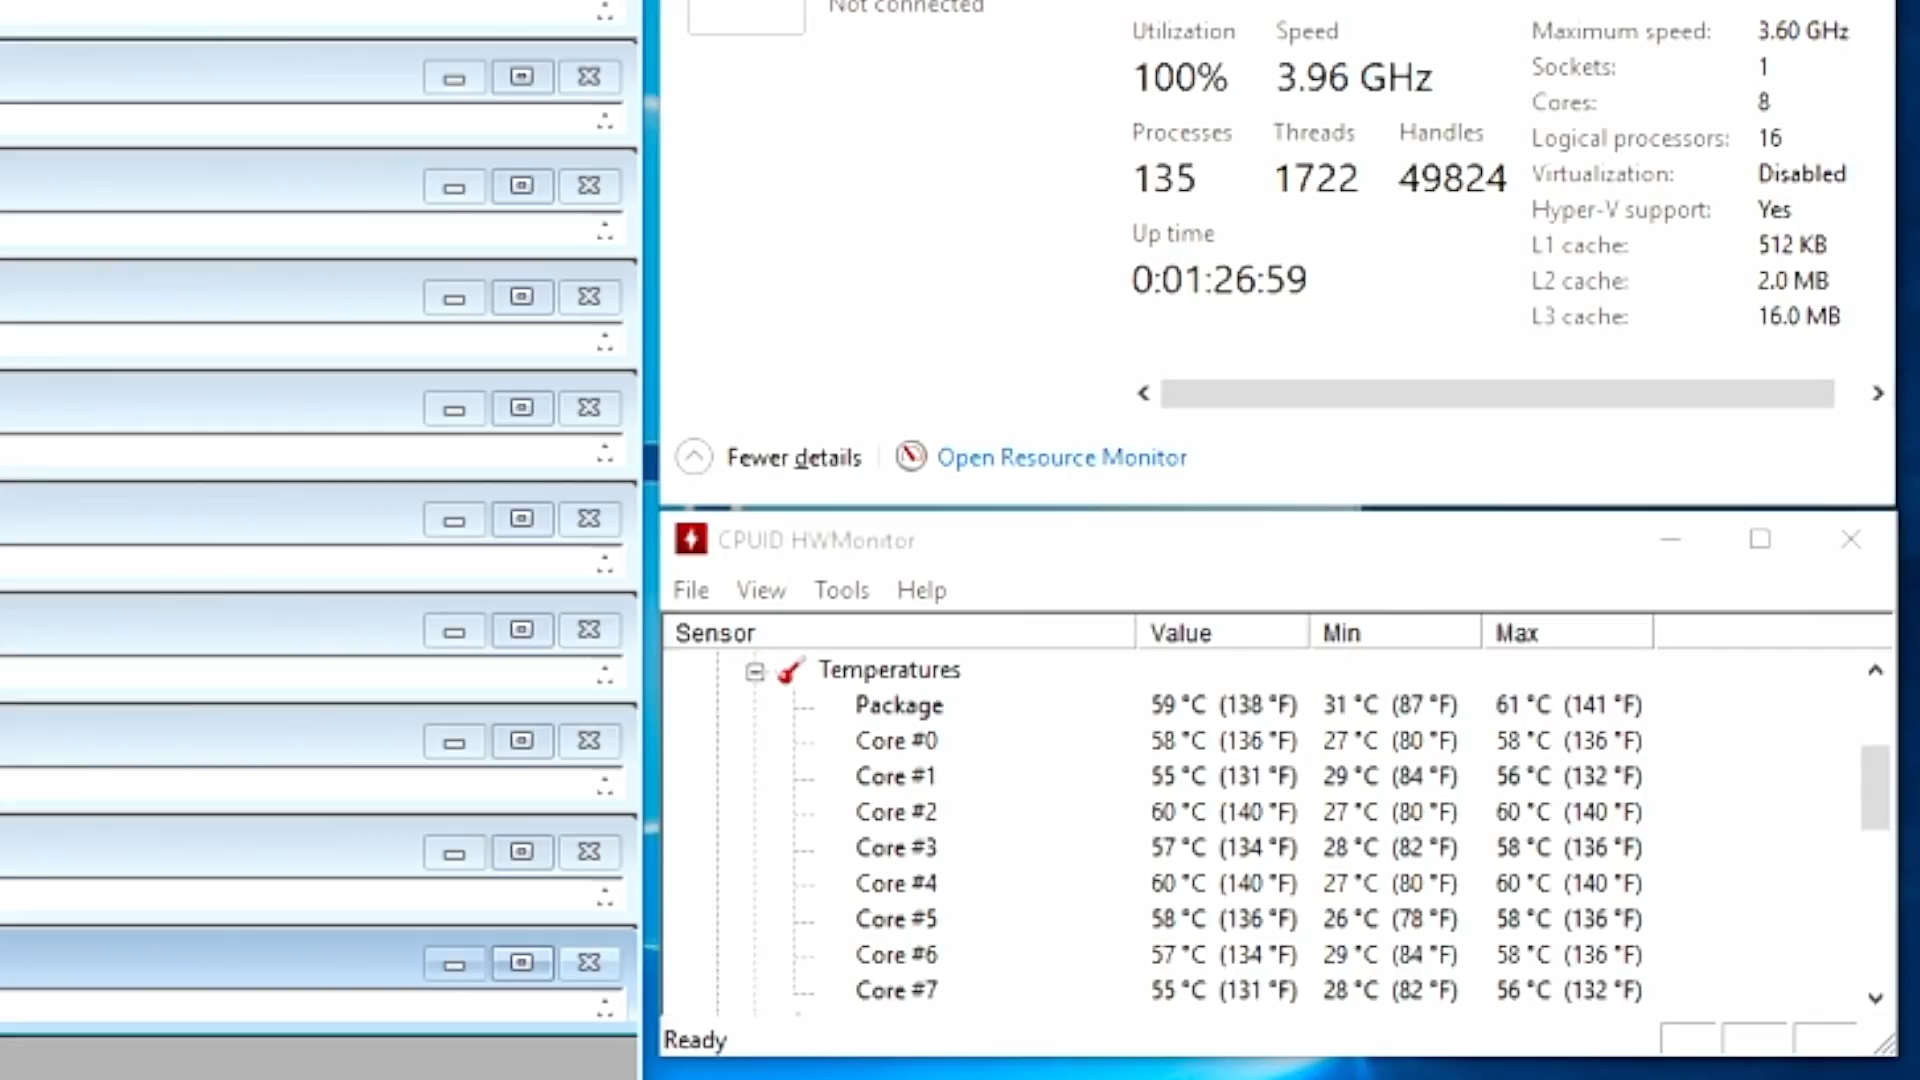 Not connected
Utilization Speed
100% 3.96 GHz
Processes Threads Handles
135 1722 49824
Up time
0:01:26:59
Maximum speed: 3.60 GHz
Sockets: 1
Cores: 8
Logical processors: 16
Virtualization: Disabled
Hyper-V support: Yes
L1 cache: 512 KB
L2 cache: 2.0 MB
L3 cache: 16.0 MB
Fewer details Open Resource Monitor
CPUID HWMonitor
File View Tools Help
Sensor Value Min Max
Temperatures
Package 59 °C (138 °F) 31 °C (87 °F) 61 °C (141 °F)
Core #0 58 °C (136 °F) 27 °C (80 °F) 58 °C (136 °F)
Core #1 55 °C (131 °F) 29 °C (84 °F) 56 °C (132 °F)
Core #2 60 °C (140 °F) 27 °C (80 °F) 60 °C (140 °F)
Core #3 57 °C (134 °F) 28 °C (82 °F) 58 °C (136 °F)
Core #4 60 °C (140 °F) 27 °C (80 °F) 60 °C (140 °F)
Core #5 58 °C (136 °F) 26 °C (78 °F) 58 °C (136 °F)
Core #6 57 °C (134 °F) 29 °C (84 °F) 58 °C (136 °F)
Core #7 55 °C (131 °F) 28 °C (82 °F) 56 °C (132 °F)
Ready